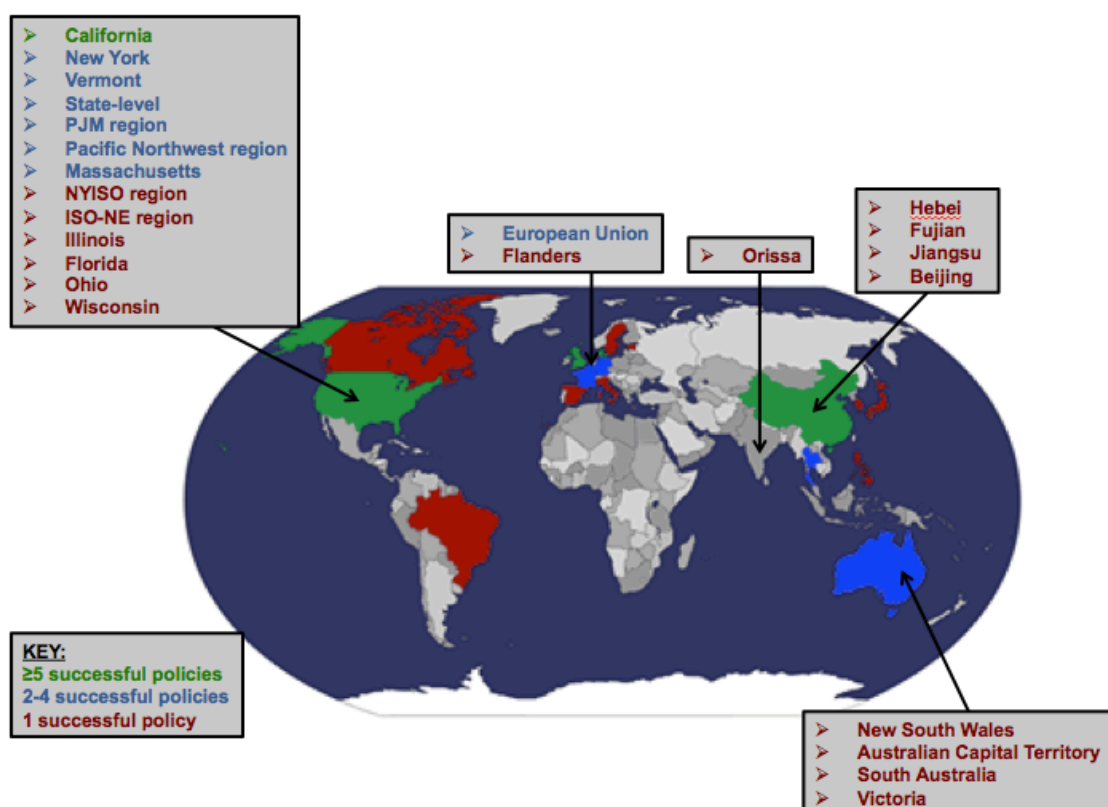 ➢ California
➢ New York
➢ Vermont
➢ State-level
➢ PJM region
➢ Pacific Northwest region
➢ Massachusetts
➢ NYISO region
➢ ISO-NE region
➢ Illinois
➢ Florida
➢ Ohio
➢ Wisconsin
➢ European Union
➢ Flanders
➢ Orissa
➢ Hebei
➢ Fujian
➢ Jiangsu
➢ Beijing
KEY:
≥5 successful policies
2-4 successful policies
1 successful policy
➢ New South Wales
➢ Australian Capital Territory
➢ South Australia
➢ Victoria